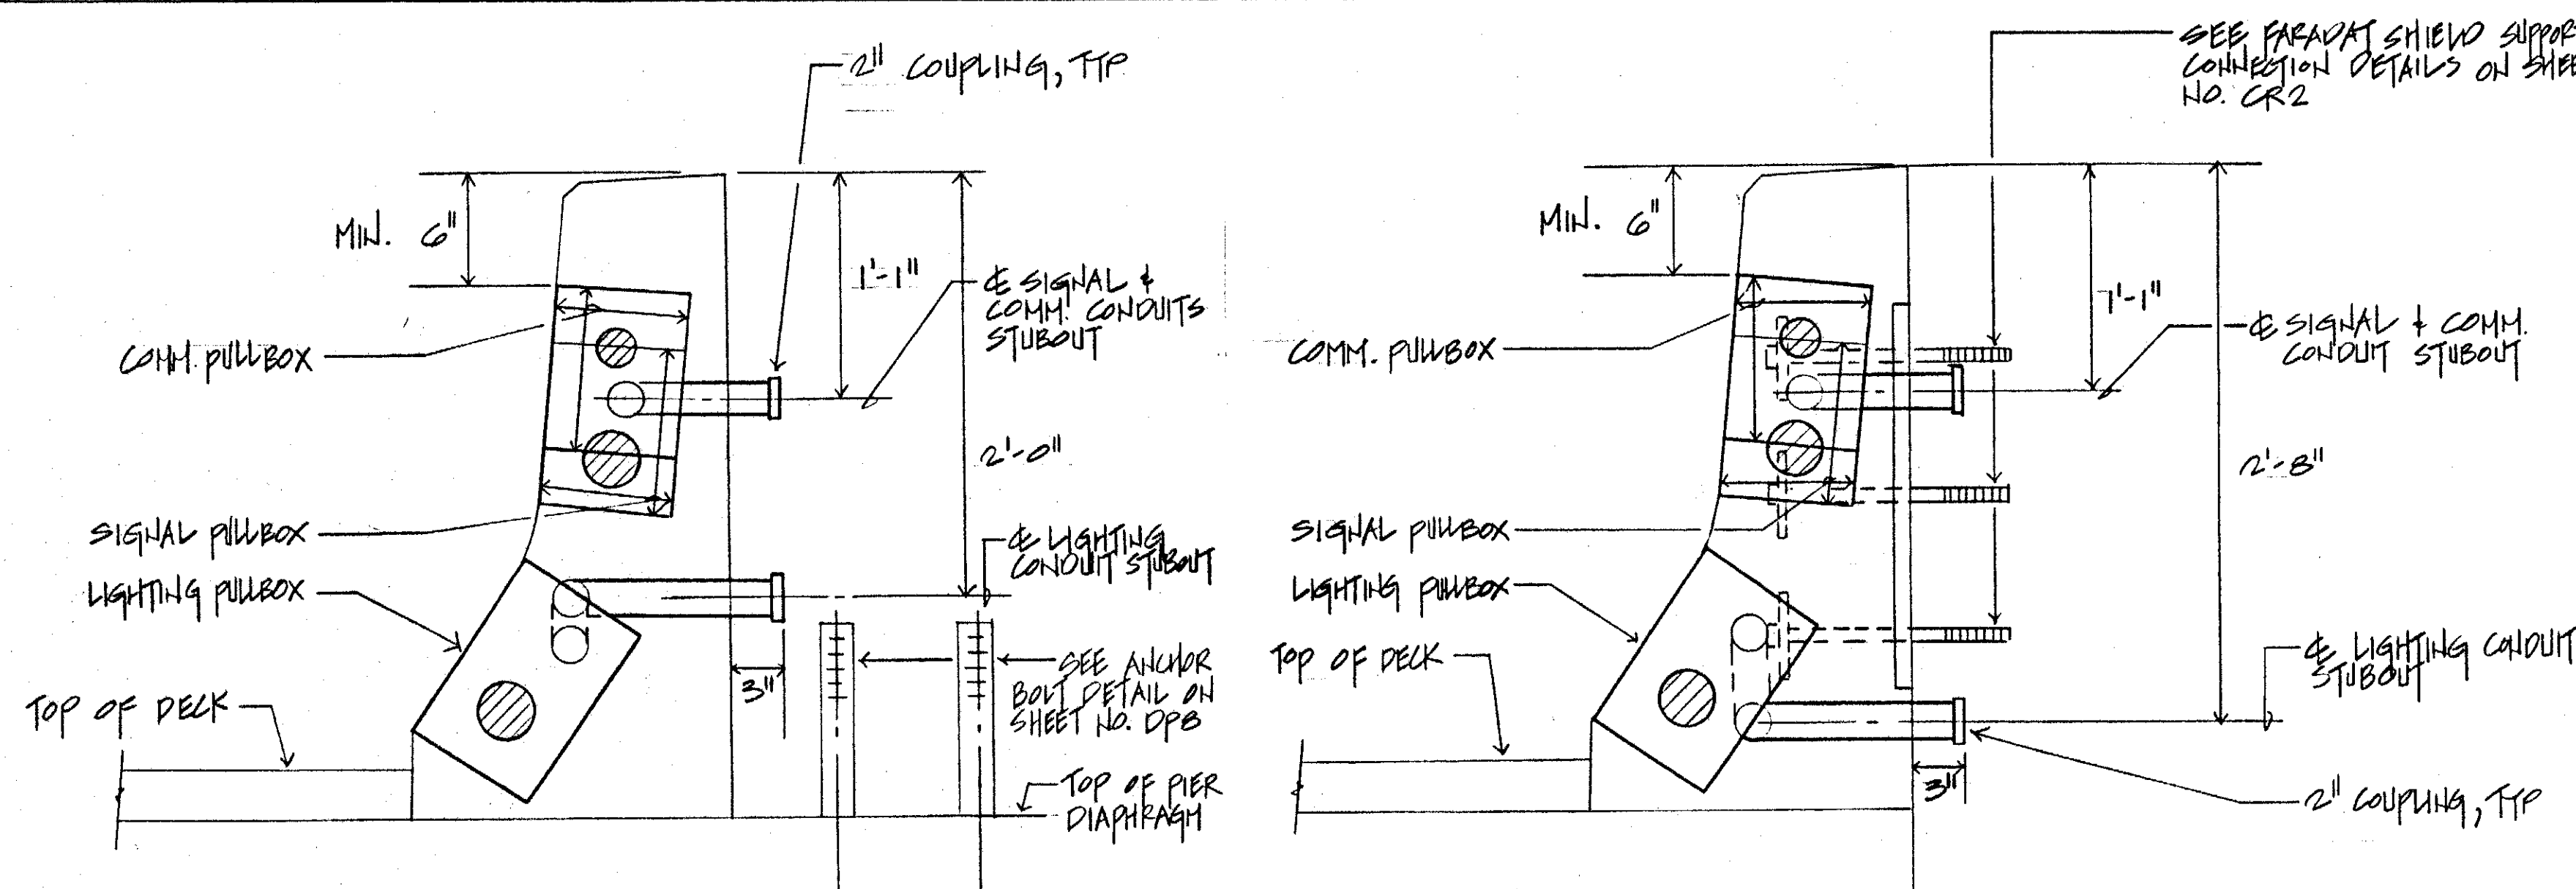 2" COUPLING, TYP
MIN. 6"
1'-1"
℄ SIGNAL &
COMM. CONDUITS
STUBOUT
COMM. PULLBOX
2'-0"
SIGNAL PULLBOX
℄ LIGHTING
CONDUIT STUBOUT
LIGHTING PULLBOX
3"
SEE ANCHOR
BOLT DETAIL ON
SHEET NO. DP8
TOP OF DECK
TOP OF PIER
DIAPHRAGM
SEE FARADAY SHIELD SUPPORT
CONNECTION DETAILS ON SHEE
NO. CR2
MIN. 6"
1'-1"
℄ SIGNAL & COMM.
CONDUIT STUBOUT
COMM. PULLBOX
2'-8"
SIGNAL PULLBOX
LIGHTING PULLBOX
TOP OF DECK
℄ LIGHTING CONDUIT
STUBOUT
3"
2" COUPLING, TYP